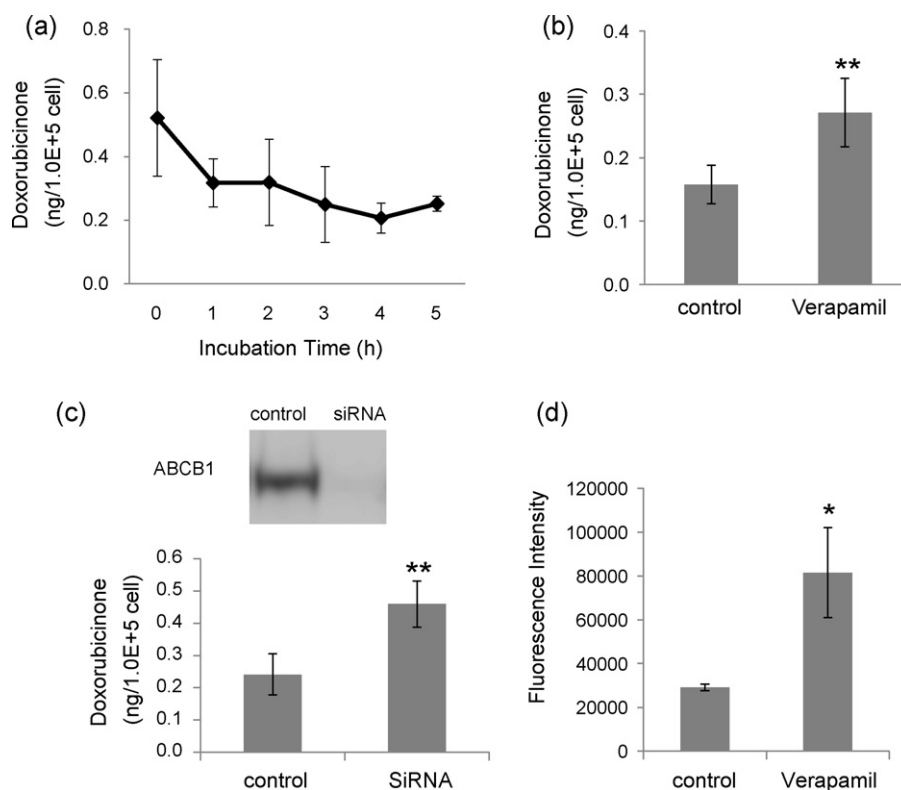 (a)
0.8
0.6
0.4
0.2
0.0
Doxorubicinone
(ng/1.0E+5 cell)
0 1 2 3 4 5
Incubation Time (h)
(b)
0.4
0.3
0.2
0.1
0.0
Doxorubicinone
(ng/1.0E+5 cell)
**
control Verapamil
(c)
control siRNA
ABCB1
0.6
0.5
0.4
0.3
0.2
0.1
0.0
Doxorubicinone
(ng/1.0E+5 cell)
**
control SiRNA
(d)
120000
100000
80000
60000
40000
20000
0
Fluorescence Intensity
*
control Verapamil